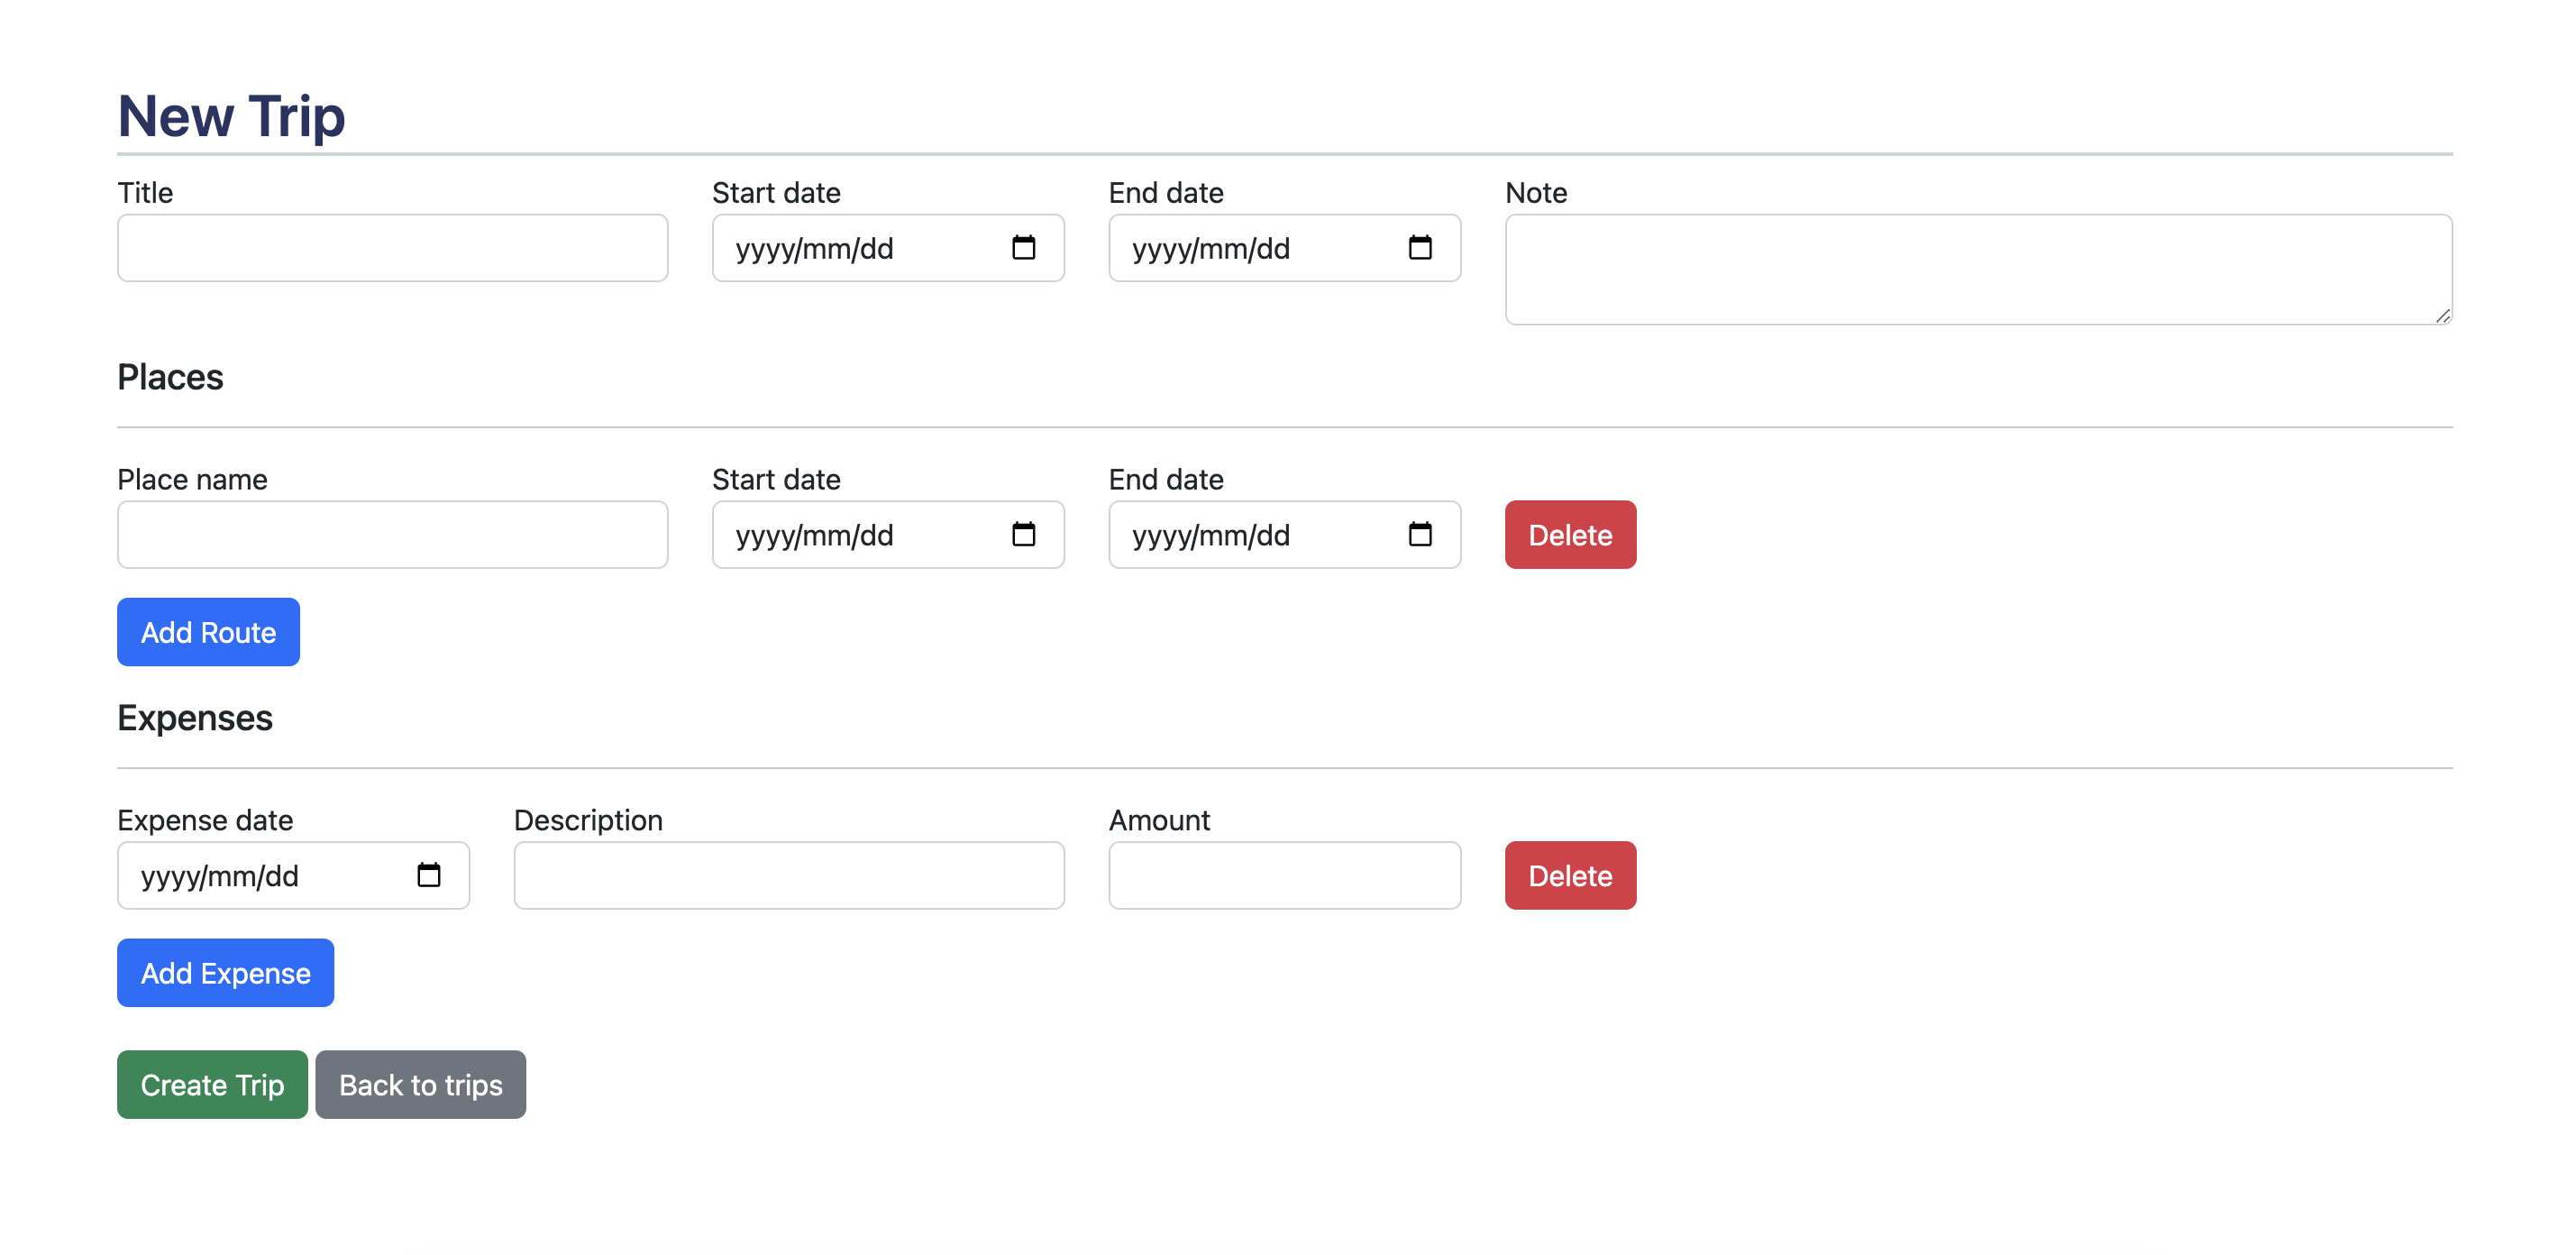 New Trip
Title Start date End date Note
yyyy/mm/dd yyyy/mm/dd
Places
Place name Start date End date
yyyy/mm/dd yyyy/mm/dd Delete
Add Route
Expenses
Expense date Description Amount
yyyy/mm/dd Delete
Add Expense
Create Trip Back to trips